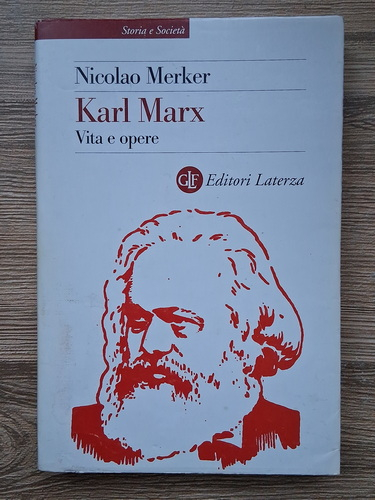 Storia e Società
Nicolao Merker
Karl Marx
Vita e opere
GLF Editori Laterza